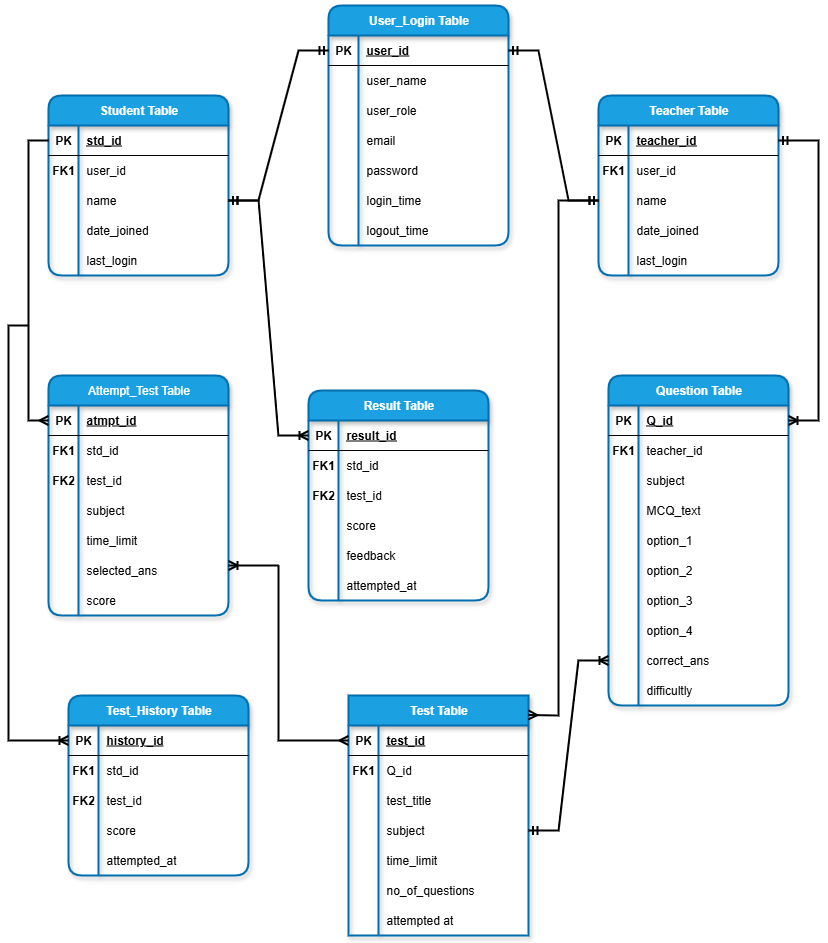 User_Login Table
PK user_id
user_name
user_role
email
password
login_time
logout_time
Student Table
PK std_id
FK1 user_id
name
date_joined
last_login
Teacher Table
PK teacher_id
FK1 user_id
name
date_joined
last_login
Attempt_Test Table
PK atmpt_id
FK1 std_id
FK2 test_id
subject
time_limit
selected_ans
score
Result Table
PK result_id
FK1 std_id
FK2 test_id
score
feedback
attempted_at
Question Table
PK Q_id
FK1 teacher_id
subject
MCQ_text
option_1
option_2
option_3
option_4
correct_ans
difficultly
Test_History Table
PK history_id
FK1 std_id
FK2 test_id
score
attempted_at
Test Table
PK test_id
FK1 Q_id
test_title
subject
time_limit
no_of_questions
attempted at